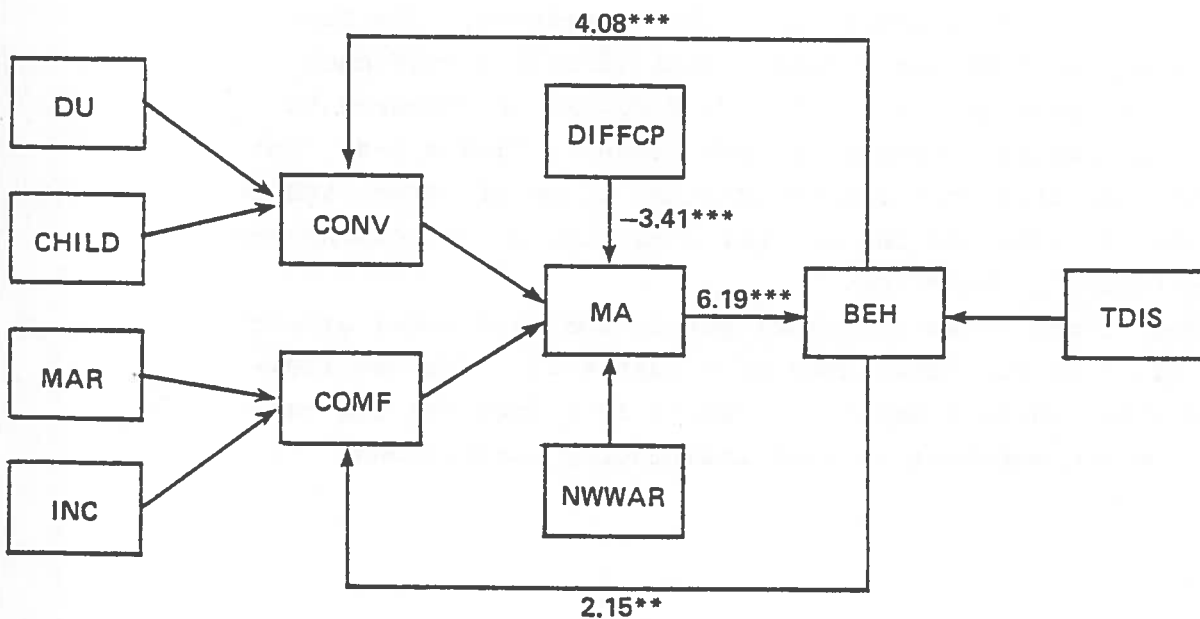 4.08***
DU
DIFFCP
CHILD
CONV
–3.41***
MA
6.19***
BEH
TDIS
MAR
COMF
INC
NWWAR
2.15**